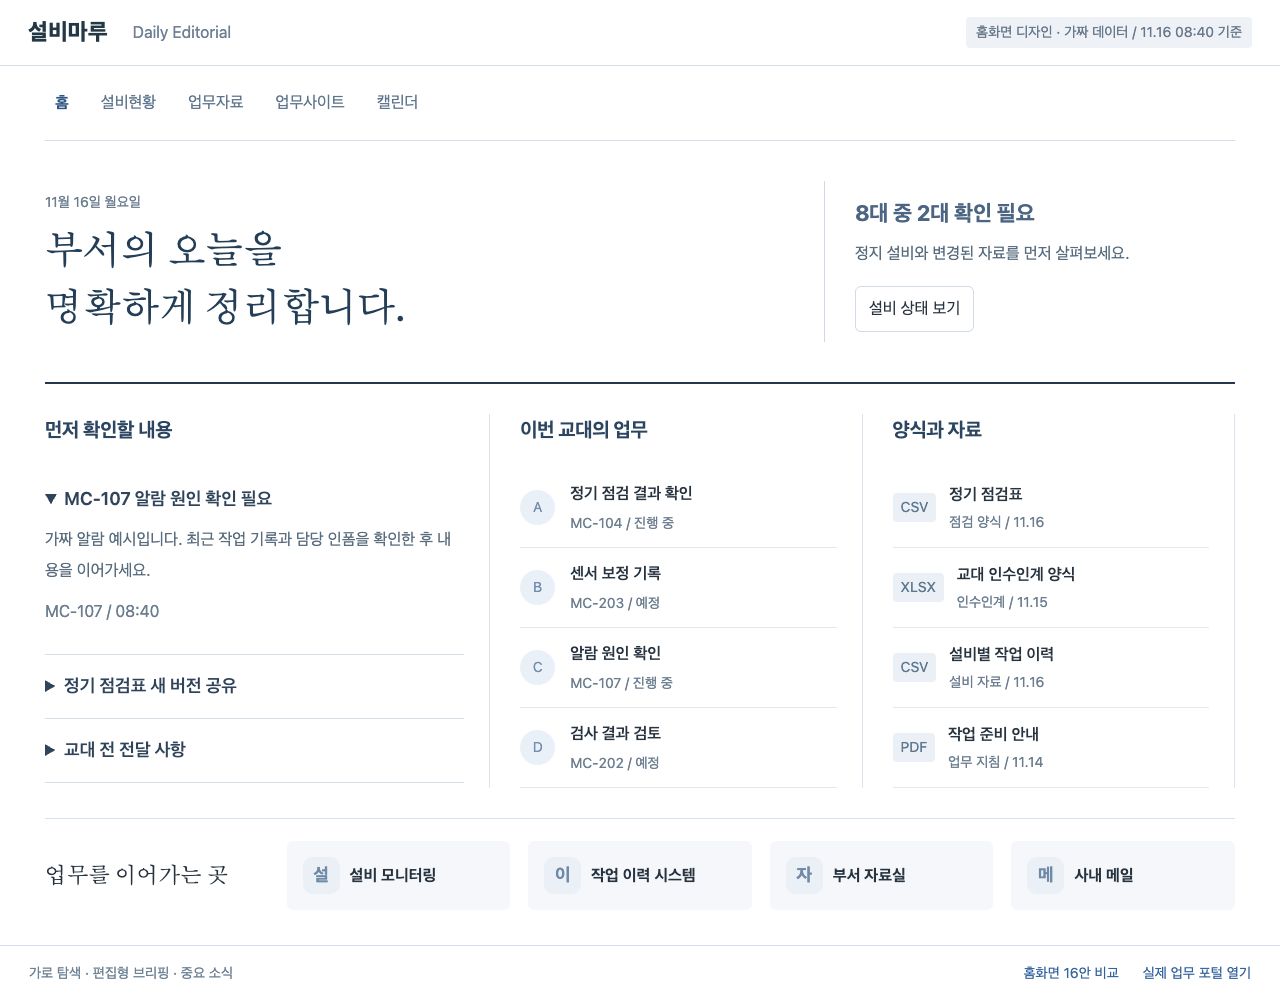 설비마루
Daily Editorial
홈화면 디자인 · 가짜 데이터 / 11.16 08:40 기준
홈
설비현황
업무자료
업무사이트
캘린더
11월 16일 월요일
부서의 오늘을
명확하게 정리합니다.
8대 중 2대 확인 필요
정지 설비와 변경된 자료를 먼저 살펴보세요.
설비 상태 보기
먼저 확인할 내용
▼ MC-107 알람 원인 확인 필요
가짜 알람 예시입니다. 최근 작업 기록과 담당 인폼을 확인한 후 내
용을 이어가세요.
MC-107 / 08:40
▶ 정기 점검표 새 버전 공유
▶ 교대 전 전달 사항
이번 교대의 업무
A
정기 점검 결과 확인
MC-104 / 진행 중
B
센서 보정 기록
MC-203 / 예정
C
알람 원인 확인
MC-107 / 진행 중
D
검사 결과 검토
MC-202 / 예정
양식과 자료
CSV
정기 점검표
점검 양식 / 11.16
XLSX
교대 인수인계 양식
인수인계 / 11.15
CSV
설비별 작업 이력
설비 자료 / 11.16
PDF
작업 준비 안내
업무 지침 / 11.14
업무를 이어가는 곳
설
설비 모니터링
이
작업 이력 시스템
자
부서 자료실
메
사내 메일
가로 탐색 · 편집형 브리핑 · 중요 소식
홈화면 16안 비교
실제 업무 포털 열기